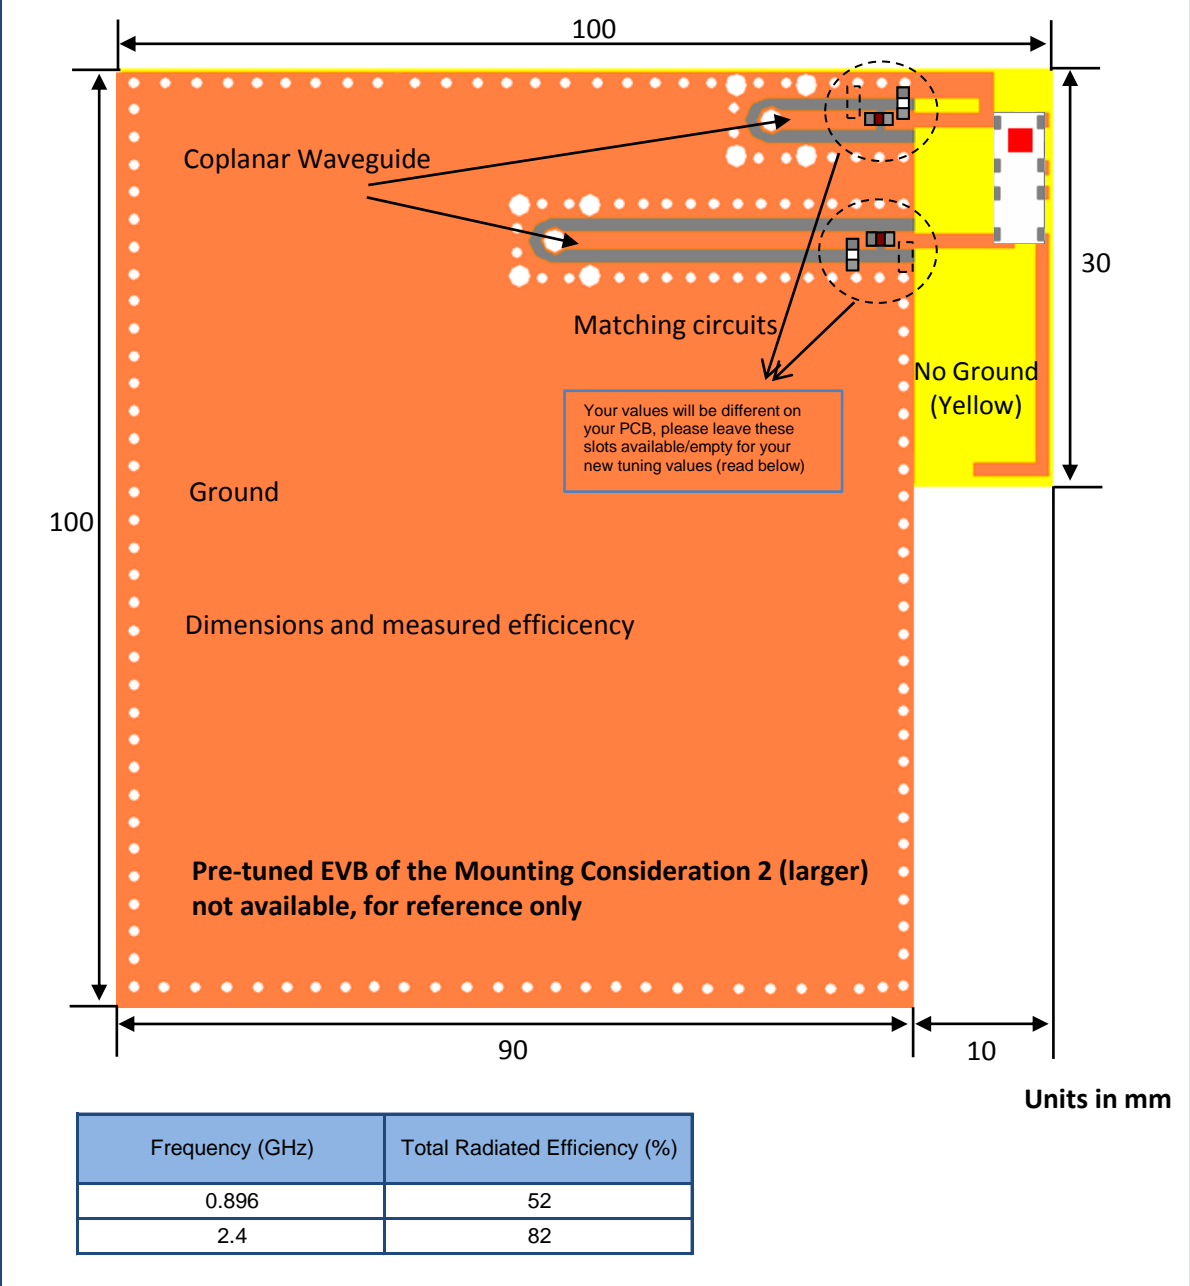 100
Coplanar Waveguide
30
Matching circuits
No Ground
(Yellow)
Your values will be different on
your PCB, please leave these
slots available/empty for your
new tuning values (read below)
Ground
100
Dimensions and measured efficicency
Pre-tuned EVB of the Mounting Consideration 2 (larger)
not available, for reference only
90
10
Units in mm
Frequency (GHz) Total Radiated Efficiency (%)
0.896 52
2.4 82